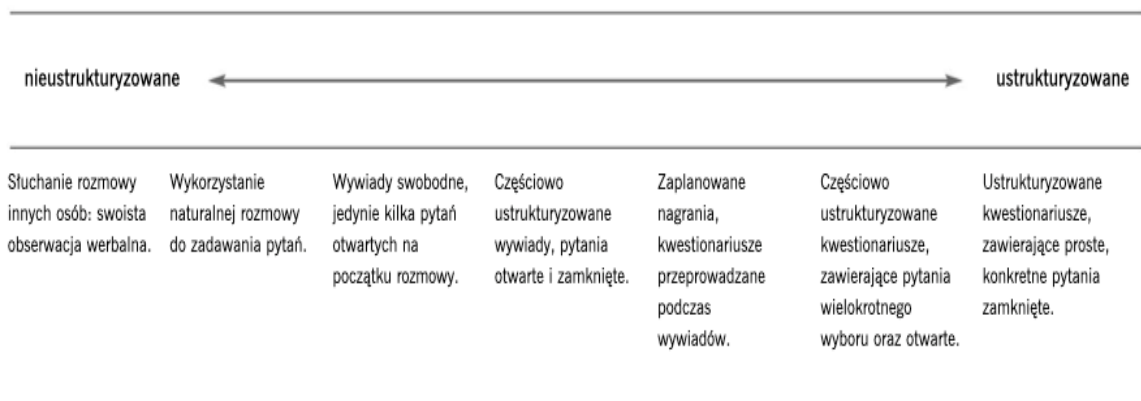 nieustrukturyzowane
ustrukturyzowane
Słuchanie rozmowy
innych osób: swoista
obserwacja werbalna.
Wykorzystanie
naturalnej rozmowy
do zadawania pytań.
Wywiady swobodne,
jedynie kilka pytań
otwartych na
początku rozmowy.
Częściowo
ustrukturyzowane
wywiady, pytania
otwarte i zamknięte.
Zaplanowane
nagrania,
kwestionariusze
przeprowadzane
podczas
wywiadów.
Częściowo
ustrukturyzowane
kwestionariusze,
zawierające pytania
wielokrotnego
wyboru oraz otwarte.
Ustrukturyzowane
kwestionariusze,
zawierające proste,
konkretne pytania
zamknięte.